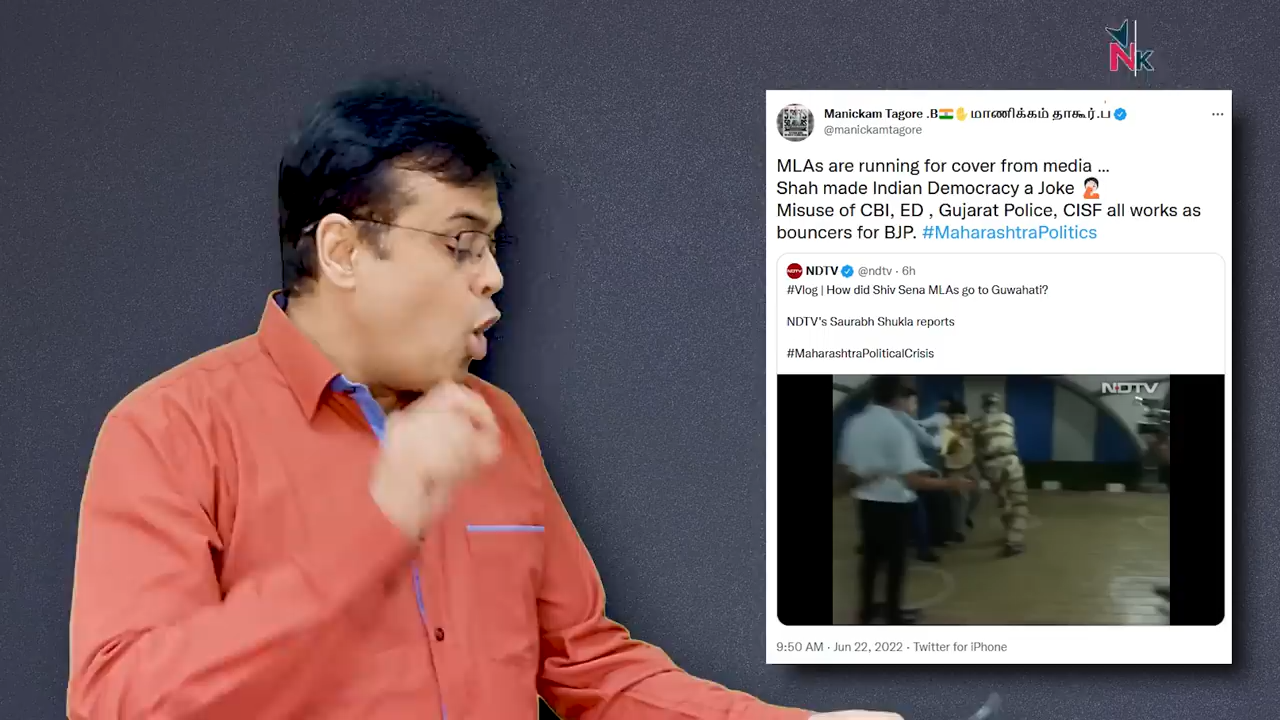 NK
Manickam Tagore .B🇮🇳✋மாணிக்கம் தாகூர்.ப
@manickamtagore
MLAs are running for cover from media ...
Shah made Indian Democracy a Joke 🤦🏻
Misuse of CBI, ED , Gujarat Police, CISF all works as
bouncers for BJP. #MaharashtraPolitics
NDTV @ndtv · 6h
#Vlog | How did Shiv Sena MLAs go to Guwahati?
NDTV's Saurabh Shukla reports
#MaharashtraPoliticalCrisis
NDTV
9:50 AM · Jun 22, 2022 · Twitter for iPhone